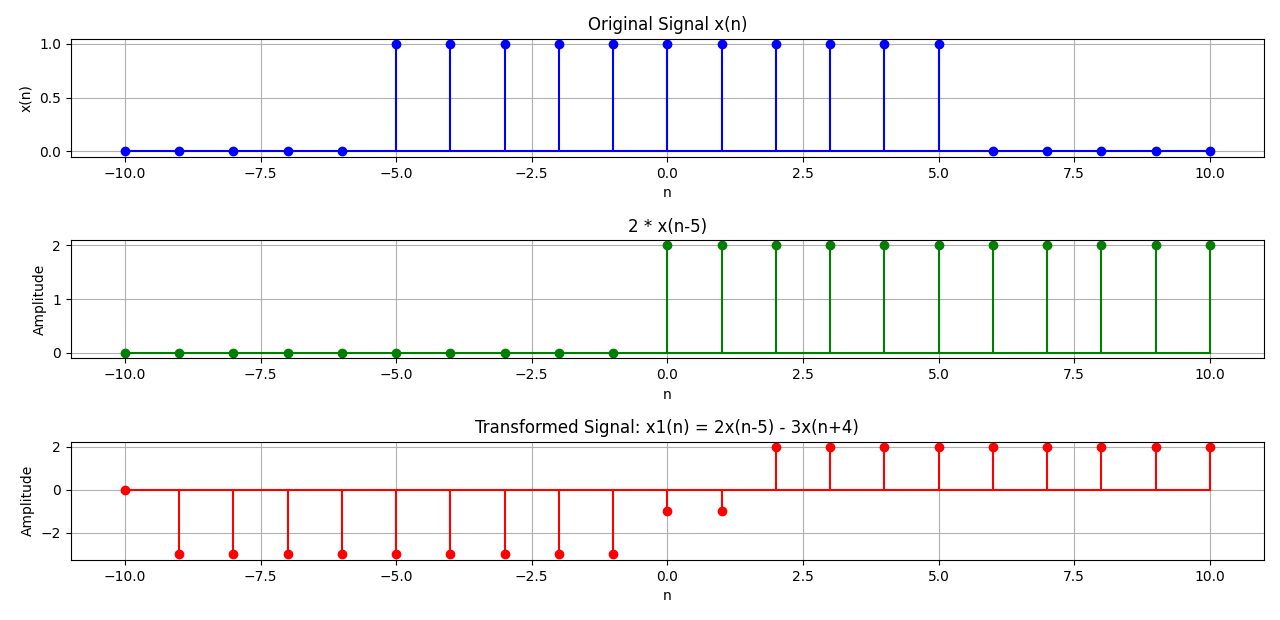 Original Signal x(n)
1.0
0.5
0.0
x(n)
−10.0 −7.5 −5.0 −2.5 0.0 2.5 5.0 7.5 10.0
n
2 * x(n-5)
2
1
0
Amplitude
−10.0 −7.5 −5.0 −2.5 0.0 2.5 5.0 7.5 10.0
n
Transformed Signal: x1(n) = 2x(n-5) - 3x(n+4)
2
0
−2
Amplitude
−10.0 −7.5 −5.0 −2.5 0.0 2.5 5.0 7.5 10.0
n